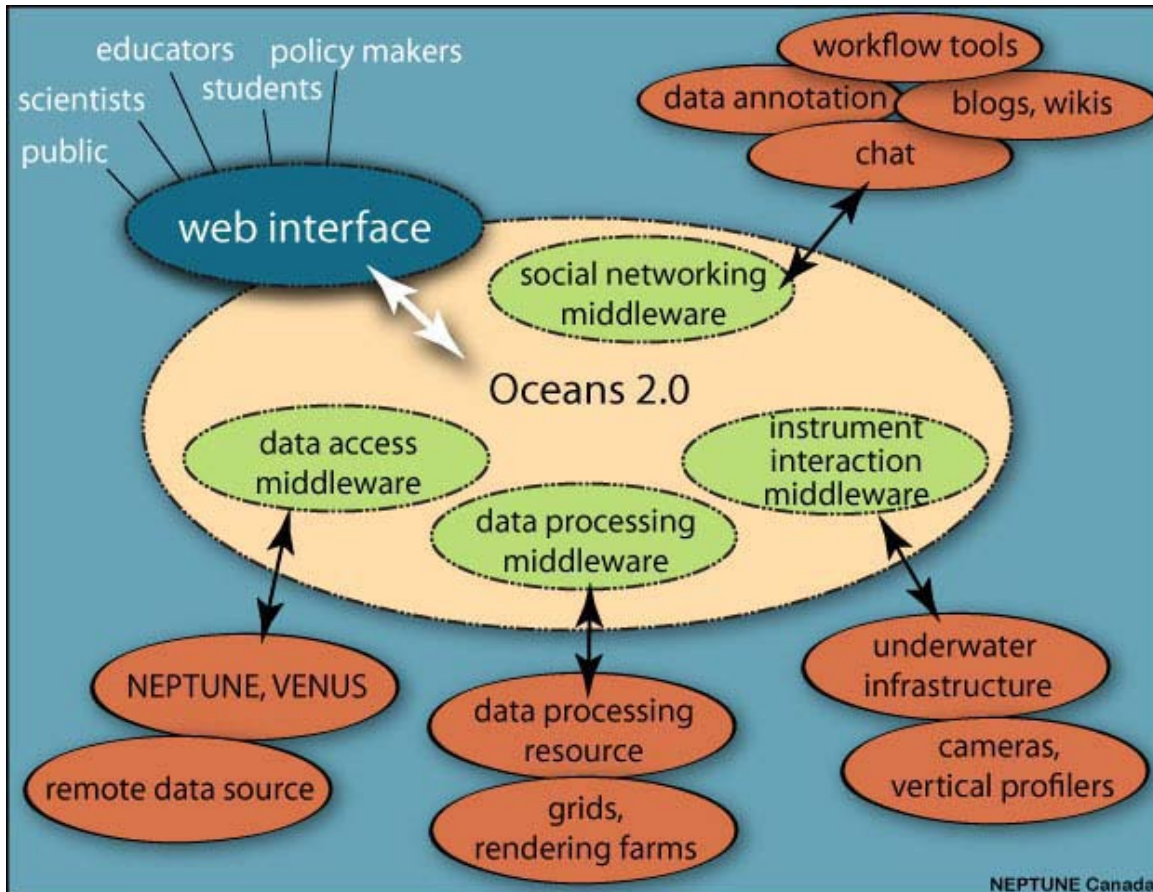 educators
policy makers
students
scientists
public
web interface
workflow tools
data annotation
blogs, wikis
chat
social networking
middleware
Oceans 2.0
data access
middleware
data processing
middleware
instrument
interaction
middleware
NEPTUNE, VENUS
remote data source
data processing
resource
grids,
rendering farms
underwater
infrastructure
cameras,
vertical profilers
NEPTUNE Canada